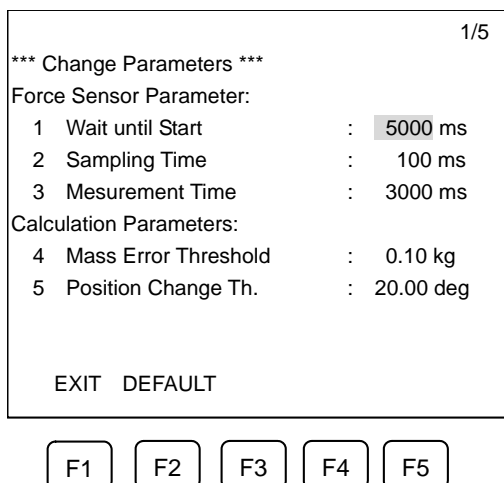 1/5
*** Change Parameters ***
Force Sensor Parameter:
1 Wait until Start : 5000 ms
2 Sampling Time : 100 ms
3 Mesurement Time : 3000 ms
Calculation Parameters:
4 Mass Error Threshold : 0.10 kg
5 Position Change Th. : 20.00 deg
EXIT DEFAULT
F1 F2 F3 F4 F5